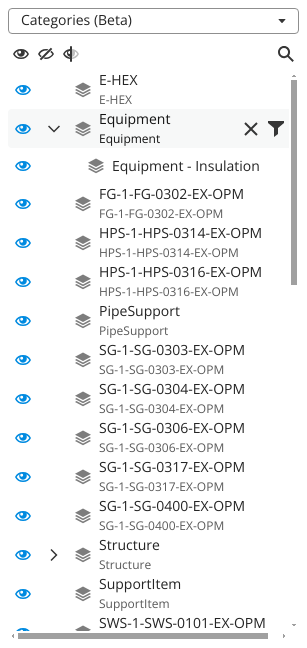 Categories (Beta)
E-HEX
E-HEX
Equipment
Equipment
Equipment - Insulation
FG-1-FG-0302-EX-OPM
FG-1-FG-0302-EX-OPM
HPS-1-HPS-0314-EX-OPM
HPS-1-HPS-0314-EX-OPM
HPS-1-HPS-0316-EX-OPM
HPS-1-HPS-0316-EX-OPM
PipeSupport
PipeSupport
SG-1-SG-0303-EX-OPM
SG-1-SG-0303-EX-OPM
SG-1-SG-0304-EX-OPM
SG-1-SG-0304-EX-OPM
SG-1-SG-0306-EX-OPM
SG-1-SG-0306-EX-OPM
SG-1-SG-0317-EX-OPM
SG-1-SG-0317-EX-OPM
SG-1-SG-0400-EX-OPM
SG-1-SG-0400-EX-OPM
Structure
Structure
SupportItem
SupportItem
SWS-1-SWS-0101-EX-OPM